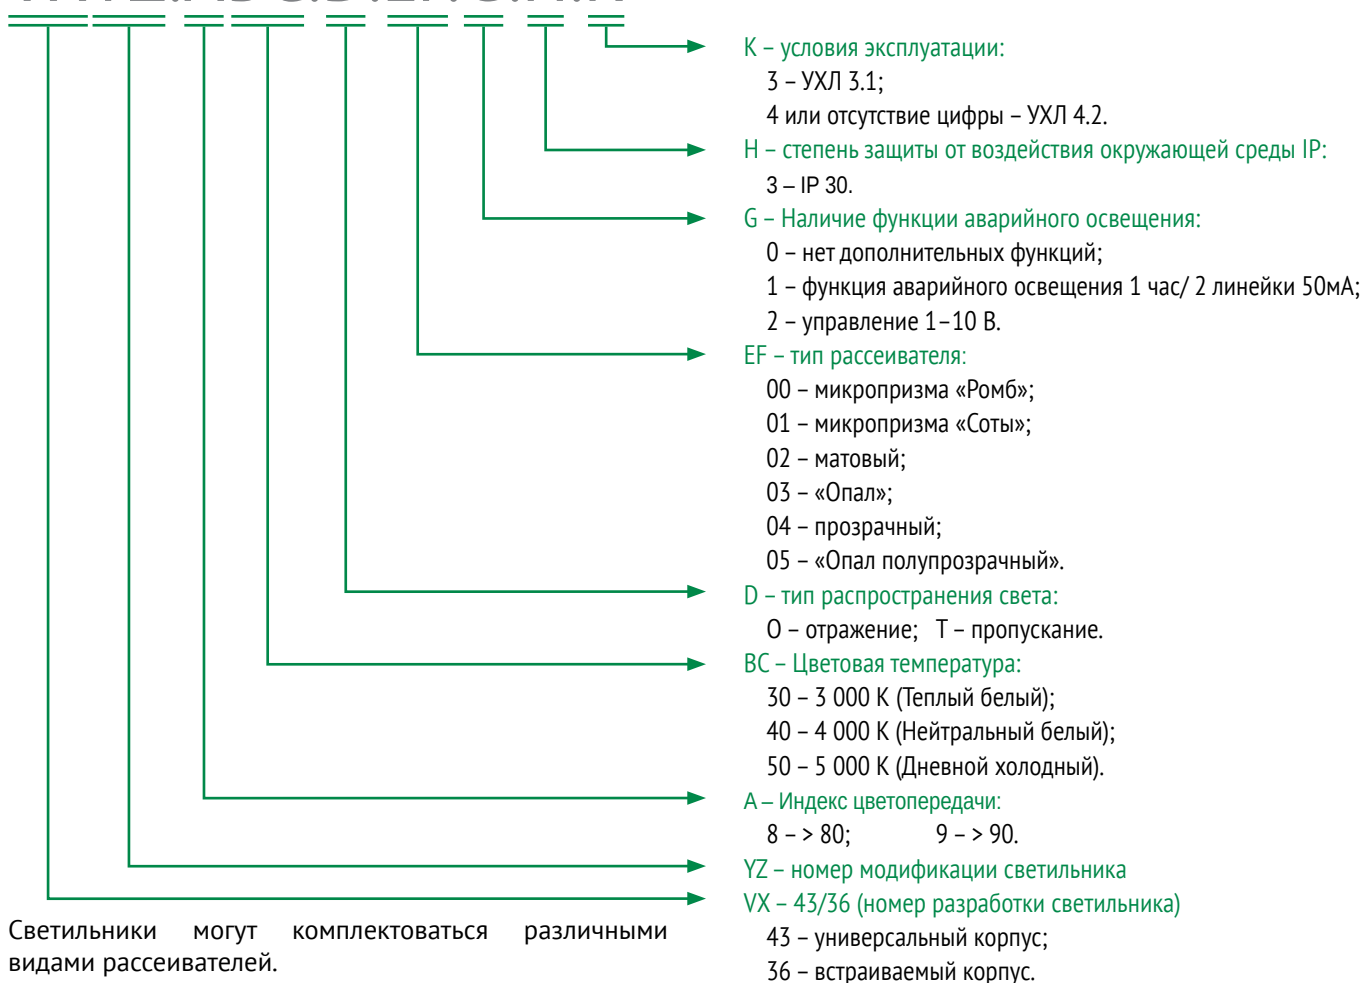 К – условия эксплуатации:
3 – УХЛ 3.1;
4 или отсутствие цифры – УХЛ 4.2.
Н – степень защиты от воздействия окружающей среды IP:
3 – IP 30.
G – Наличие функции аварийного освещения:
0 – нет дополнительных функций;
1 – функция аварийного освещения 1 час/ 2 линейки 50мА;
2 – управление 1–10 В.
EF – тип рассеивателя:
00 – микропризма «Ромб»;
01 – микропризма «Соты»;
02 – матовый;
03 – «Опал»;
04 – прозрачный;
05 – «Опал полупрозрачный».
D – тип распространения света:
О – отражение; Т – пропускание.
ВС – Цветовая температура:
30 – 3 000 К (Теплый белый);
40 – 4 000 К (Нейтральный белый);
50 – 5 000 К (Дневной холодный).
А – Индекс цветопередачи:
8 – > 80; 9 – > 90.
YZ – номер модификации светильника
VX – 43/36 (номер разработки светильника)
43 – универсальный корпус;
36 – встраиваемый корпус.
Светильники могут комплектоваться различными
видами рассеивателей.